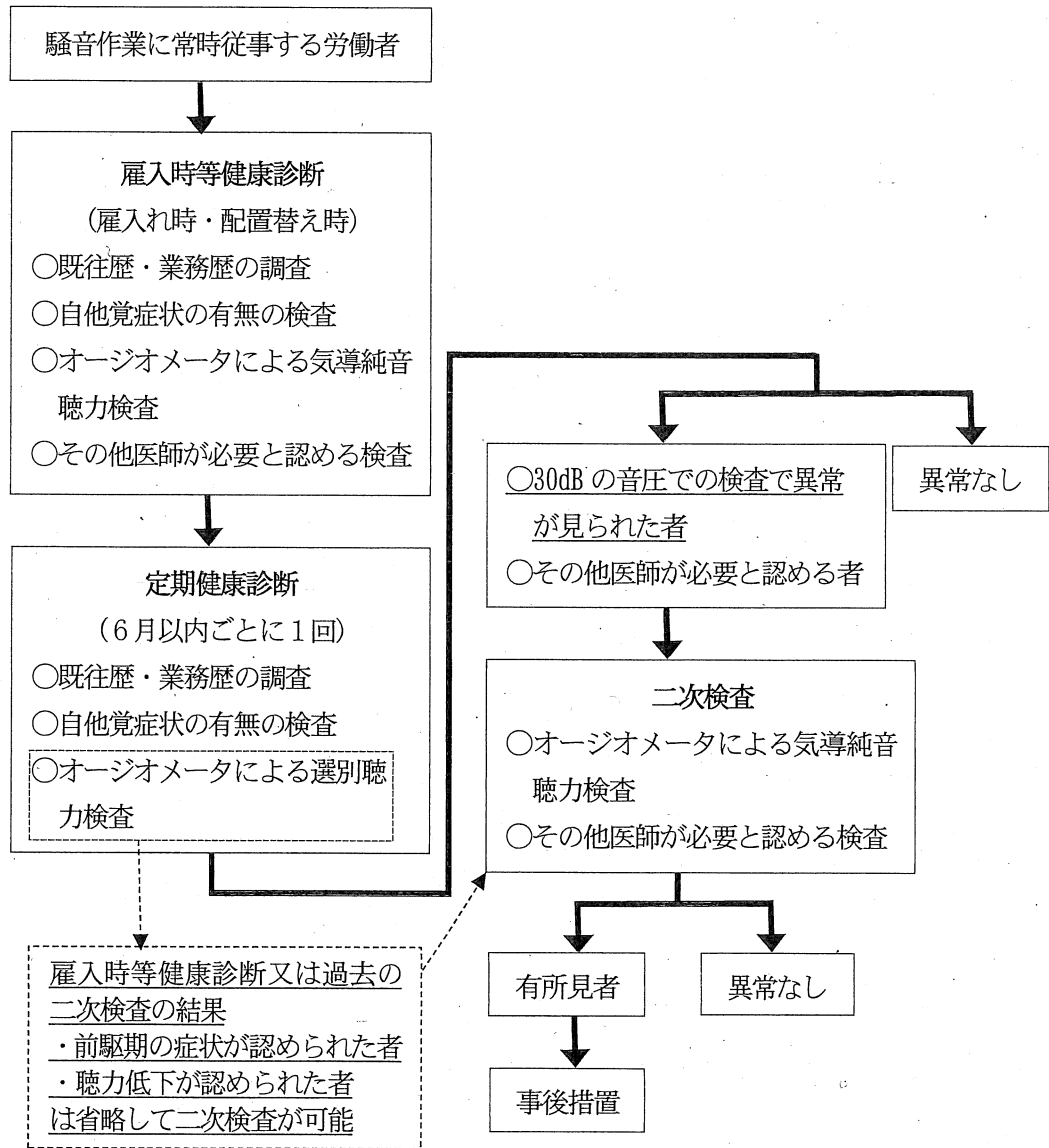 騒音作業に常時従事する労働者
雇入時等健康診断
(雇入れ時・配置替え時)
○既往歴・業務歴の調査
○自他覚症状の有無の検査
○オージオメータによる気導純音
聴力検査
○その他医師が必要と認める検査
定期健康診断
(6月以内ごとに1回)
○既往歴・業務歴の調査
○自他覚症状の有無の検査
○オージオメータによる選別聴
力検査
雇入時等健康診断又は過去の
二次検査の結果
・前駆期の症状が認められた者
・聴力低下が認められた者
は省略して二次検査が可能
○30dBの音圧での検査で異常
が見られた者
○その他医師が必要と認める者
異常なし
二次検査
○オージオメータによる気導純音
聴力検査
○その他医師が必要と認める検査
有所見者
異常なし
事後措置